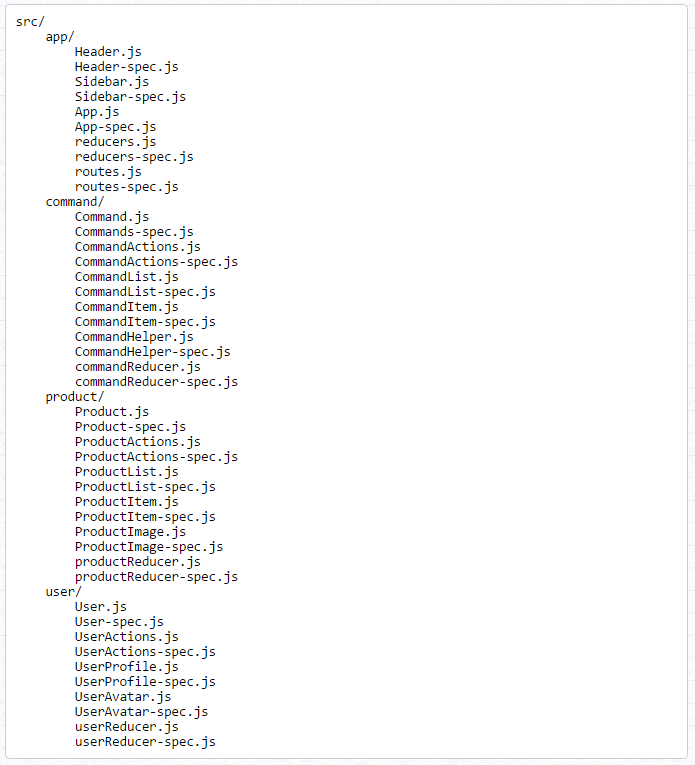 src/
    app/
        Header.js
        Header-spec.js
        Sidebar.js
        Sidebar-spec.js
        App.js
        App-spec.js
        reducers.js
        reducers-spec.js
        routes.js
        routes-spec.js
    command/
        Command.js
        Commands-spec.js
        CommandActions.js
        CommandActions-spec.js
        CommandList.js
        CommandList-spec.js
        CommandItem.js
        CommandItem-spec.js
        CommandHelper.js
        CommandHelper-spec.js
        commandReducer.js
        commandReducer-spec.js
    product/
        Product.js
        Product-spec.js
        ProductActions.js
        ProductActions-spec.js
        ProductList.js
        ProductList-spec.js
        ProductItem.js
        ProductItem-spec.js
        ProductImage.js
        ProductImage-spec.js
        productReducer.js
        productReducer-spec.js
    user/
        User.js
        User-spec.js
        UserActions.js
        UserActions-spec.js
        UserProfile.js
        UserProfile-spec.js
        UserAvatar.js
        UserAvatar-spec.js
        userReducer.js
        userReducer-spec.js